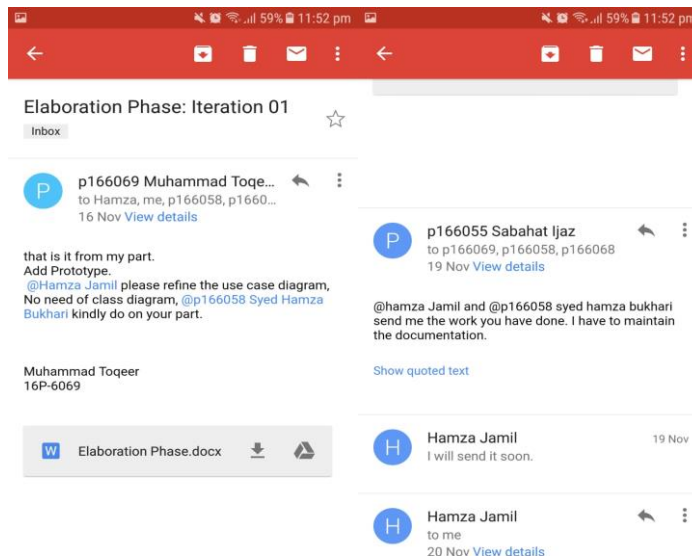 59% 11:52 pm
Elaboration Phase: Iteration 01
Inbox
P
p166069 Muhammad Toqe...
to Hamza, me, p166058, p1660...
16 Nov View details
that is it from my part.
Add Prototype.
@Hamza Jamil please refine the use case diagram,
No need of class diagram, @p166058 Syed Hamza
Bukhari kindly do on your part.
Muhammad Toqeer
16P-6069
W
Elaboration Phase.docx
59% 11:52 pm
P
p166055 Sabahat Ijaz
to p166069, p166058, p166068
19 Nov View details
@hamza Jamil and @p166058 syed hamza bukhari
send me the work you have done. I have to maintain
the documentation.
Show quoted text
H
Hamza Jamil
19 Nov
I will send it soon.
H
Hamza Jamil
to me
20 Nov View details